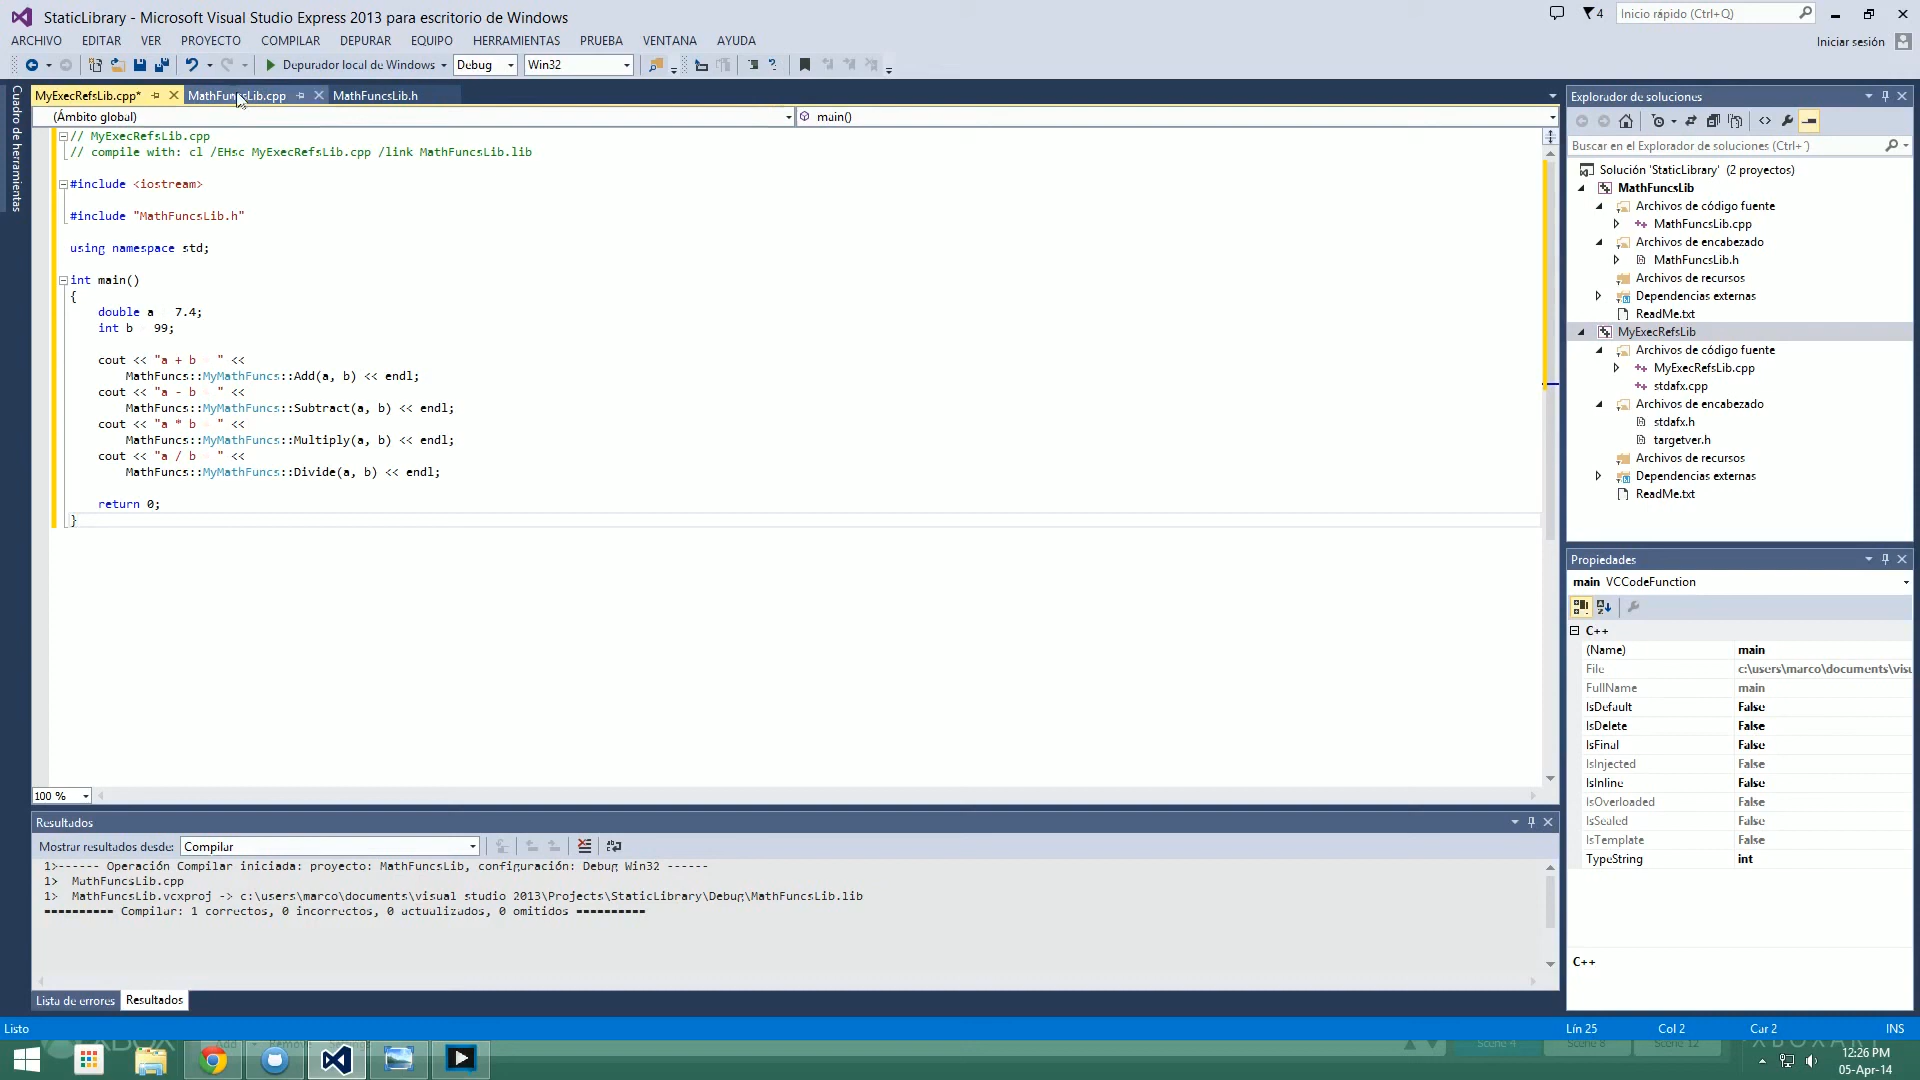 StaticLibrary - Microsoft Visual Studio Express 2013 para escritorio de Windows
4
Inicio rápido (Ctrl+Q)
ARCHIVO EDITAR VER PROYECTO COMPILAR DEPURAR EQUIPO HERRAMIENTAS PRUEBA VENTANA AYUDA
Iniciar sesión
Depurador local de Windows Debug Win32
Cuadro de herramientas
MyExecRefsLib.cpp* MathFuncsLib.cpp MathFuncsLib.h
(Ámbito global) main()
// MyExecRefsLib.cpp
// compile with: cl /EHsc MyExecRefsLib.cpp /link MathFuncsLib.lib
#include <iostream>
#include "MathFuncsLib.h"
using namespace std;
int main()
{
double a 7.4;
int b 99;
cout << "a + b " <<
MathFuncs::MyMathFuncs::Add(a, b) << endl;
cout << "a - b " <<
MathFuncs::MyMathFuncs::Subtract(a, b) << endl;
cout << "a * b " <<
MathFuncs::MyMathFuncs::Multiply(a, b) << endl;
cout << "a / b " <<
MathFuncs::MyMathFuncs::Divide(a, b) << endl;
return 0;
}
100 %
Resultados
Mostrar resultados desde: Compilar
1>------ Operación Compilar iniciada: proyecto: MathFuncsLib, configuración: Debug Win32 ------
1> MathFuncsLib.cpp
1> MathFuncsLib.vcxproj -> c:\users\marco\documents\visual studio 2013\Projects\StaticLibrary\Debug\MathFuncsLib.lib
========== Compilar: 1 correctos, 0 incorrectos, 0 actualizados, 0 omitidos ==========
Lista de errores Resultados
Explorador de soluciones
Buscar en el Explorador de soluciones (Ctrl+´)
Solución 'StaticLibrary' (2 proyectos)
MathFuncsLib
Archivos de código fuente
MathFuncsLib.cpp
Archivos de encabezado
MathFuncsLib.h
Archivos de recursos
Dependencias externas
ReadMe.txt
MyExecRefsLib
Archivos de código fuente
MyExecRefsLib.cpp
stdafx.cpp
Archivos de encabezado
stdafx.h
targetver.h
Archivos de recursos
Dependencias externas
ReadMe.txt
Propiedades
main VCCodeFunction
C++
(Name) main
File c:\users\marco\documents\visu
FullName main
IsDefault False
IsDelete False
IsFinal False
IsInjected False
IsInline False
IsOverloaded False
IsSealed False
IsTemplate False
TypeString int
C++
Listo Lín 25 Col 2 Car 2 INS
Add Scene 4 Scene 8 Scene 12
12:26 PM
05-Apr-14